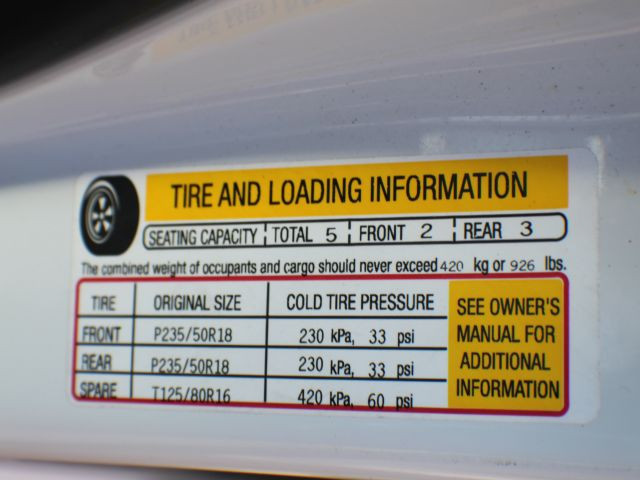 TIRE AND LOADING INFORMATION
SEATING CAPACITY TOTAL 5 FRONT 2 REAR 3
The combined weight of occupants and cargo should never exceed 420 kg or 926 lbs.
TIRE ORIGINAL SIZE COLD TIRE PRESSURE
FRONT P235/50R18 230 kPa, 33 psi
REAR P235/50R18 230 kPa, 33 psi
SPARE T125/80R16 420 kPa, 60 psi
SEE OWNER'S
MANUAL FOR
ADDITIONAL
INFORMATION